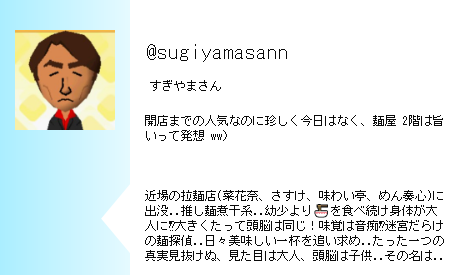 @sugiyamasann
すぎやまさん
開店までの人気なのに珍しく今日はなく、麺屋 2階は旨
いって発想 ww)
近場の拉麺店(菜花奈、さすけ、味わい亭、めん奏心)に
出没..推し麺煮干系..幼少より🍜を食べ続け身体が大
人に⁉大きくたって頭脳は同じ！味覚は音痴⁉迷宮だらけ
の麺探偵..日々美味しい一杯を追い求め..たった一つの
真実見抜けぬ、見た目は大人、頭脳は子供..その名は..